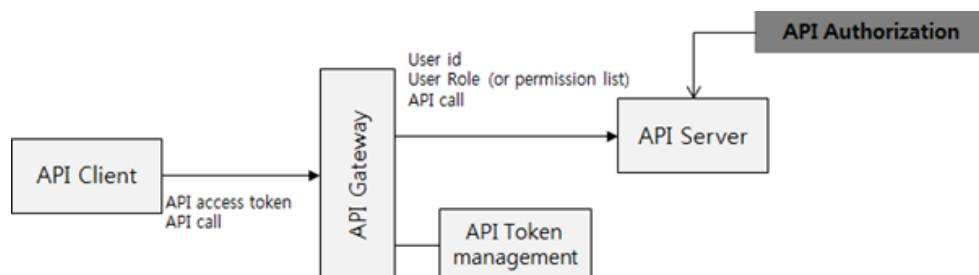 API Authorization
User id
User Role (or permission list)
API call
API Server
API Gateway
API Client
API access token
API call
API Token
management